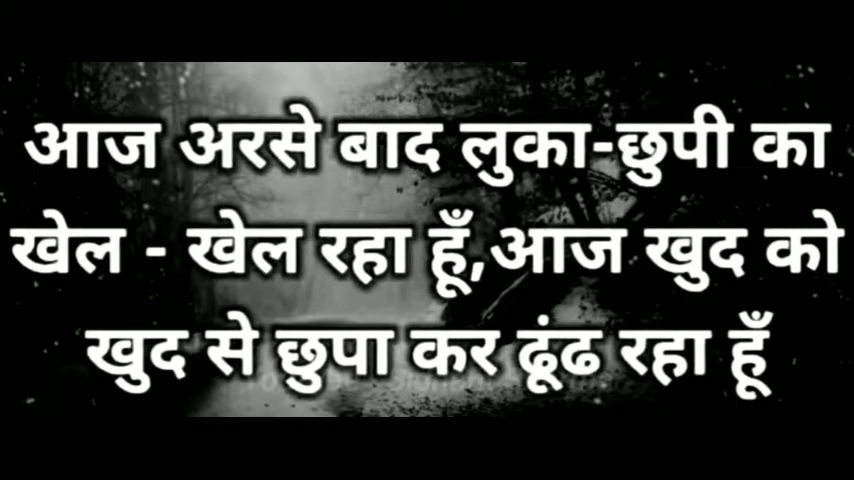 आज अरसे बाद लुका-छुपी का
खेल - खेल रहा हूँ,आज खुद को
खुद से छुपा कर ढूंढ रहा हूँ